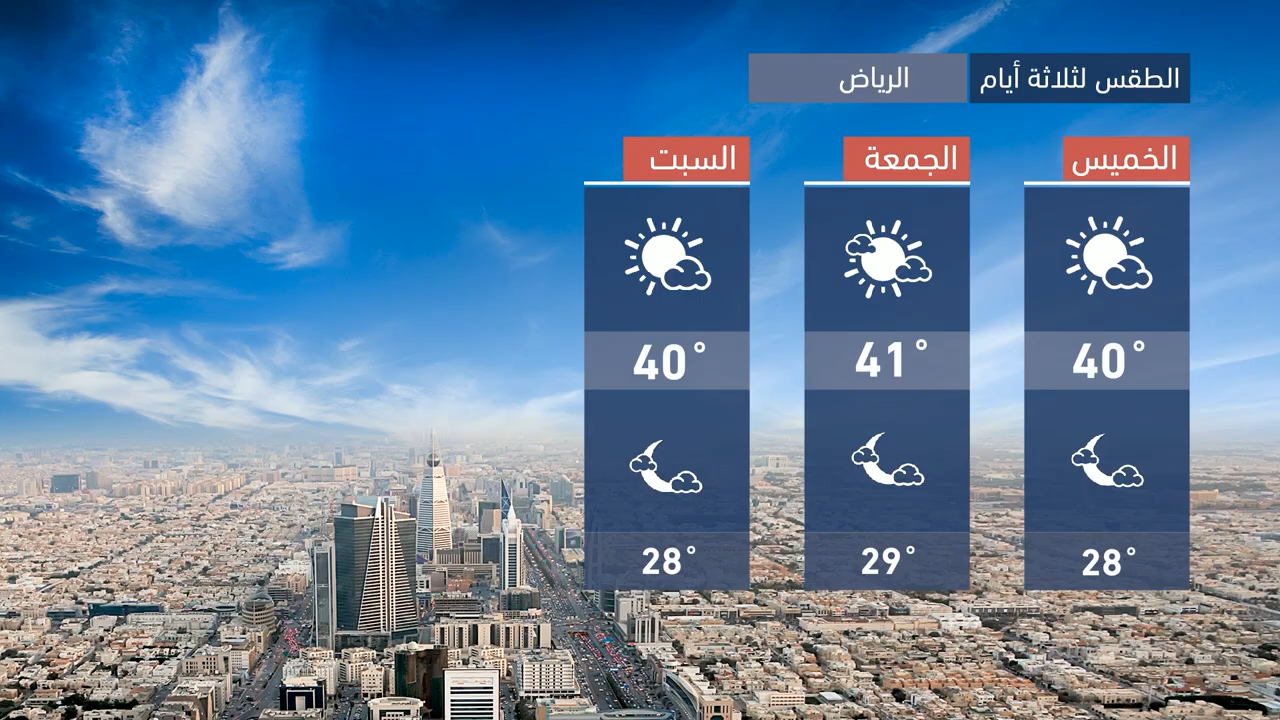 الطقس لثلاثة أيام
الرياض
الخميس
الجمعة
السبت
40°
41°
40°
28°
29°
28°